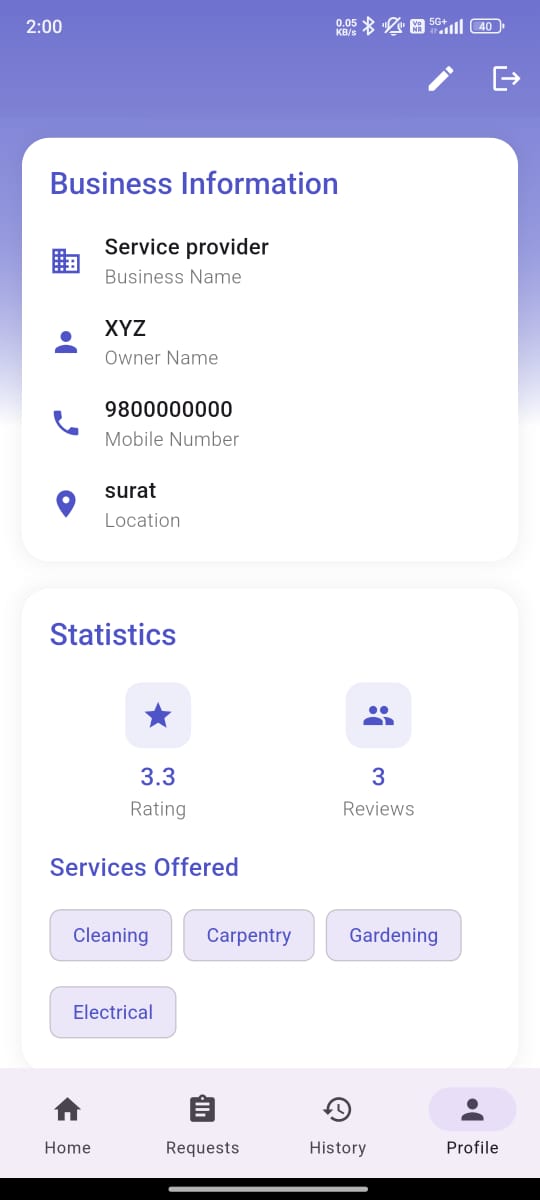 2:00
0.05
KB/s
5G+
40
Business Information
Service provider
Business Name
XYZ
Owner Name
9800000000
Mobile Number
surat
Location
Statistics
3.3 3
Rating Reviews
Services Offered
Cleaning Carpentry Gardening
Electrical
Home Requests History Profile